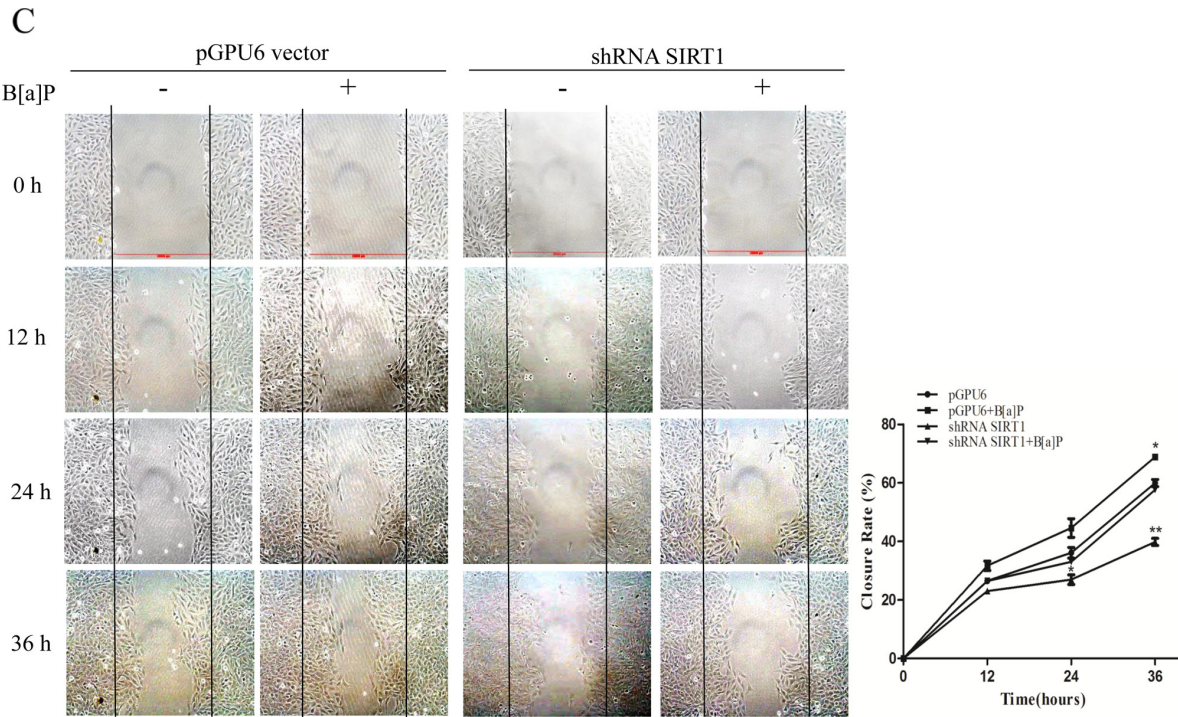 C
pGPU6 vector shRNA SIRT1
B[a]P - + - +
0 h
12 h
24 h
36 h
pGPU6
pGPU6+B[a]P
shRNA SIRT1
shRNA SIRT1+B[a]P
Closure Rate (%)
80
60
40
20
0
*
**
*
0 12 24 36
Time(hours)